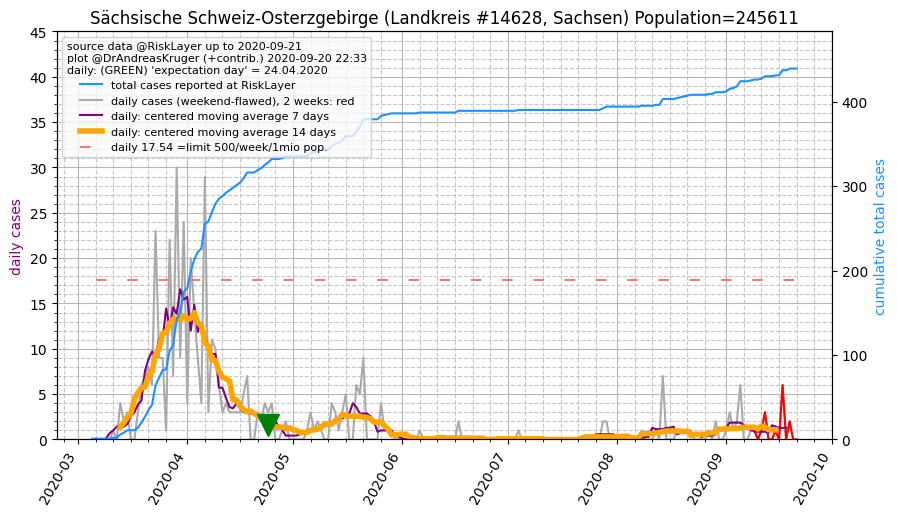 Sächsische Schweiz-Osterzgebirge (Landkreis #14628, Sachsen) Population=245611
source data @RiskLayer up to 2020-09-21
plot @DrAndreasKruger (+contrib.) 2020-09-20 22:33
daily: (GREEN) 'expectation day' = 24.04.2020
total cases reported at RiskLayer
daily cases (weekend-flawed), 2 weeks: red
daily: centered moving average 7 days
daily: centered moving average 14 days
daily 17.54 =limit 500/week/1mio pop.
daily cases
45
40
35
30
25
20
15
10
5
0
cumulative total cases
400
300
200
100
0
2020-03
2020-04
2020-05
2020-06
2020-07
2020-08
2020-09
2020-10